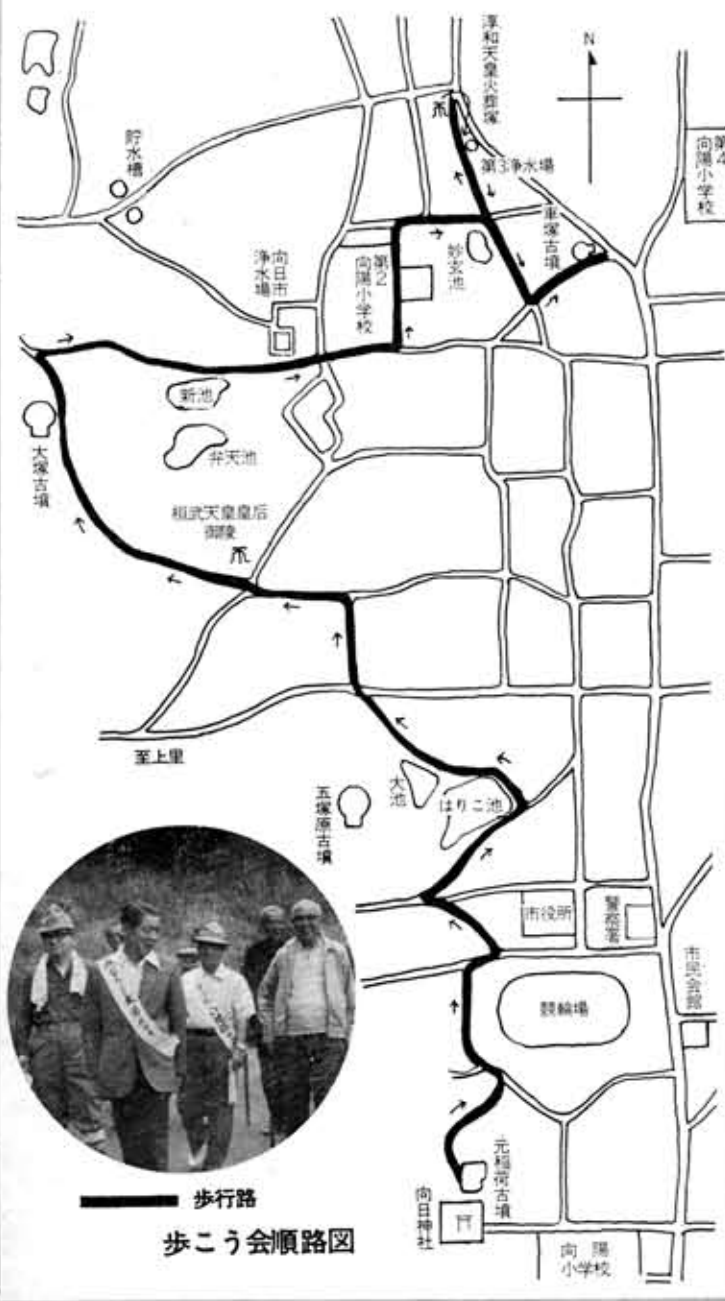 淳和天皇火葬塚
N
貯水槽
第3浄水場
第4
向陽小学校
車塚古墳
妙玄池
第2
向陽小学校
向日市
浄水場
新池
弁天池
大塚古墳
桓武天皇皇后
御陵
至上里
五塚原古墳
大池
はりこ池
市役所
警察署
市民会館
競輪場
元稲荷古墳
向日神社
向陽
小学校
歩行路
歩こう会順路図